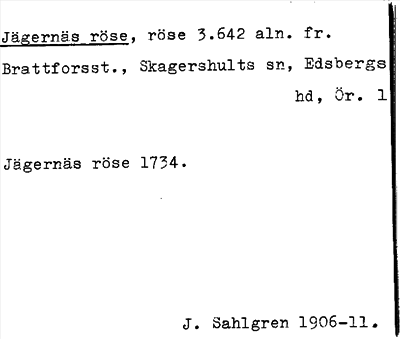 Jägernäs röse, röse 3.642 aln. fr.
Brattforsst., Skagershults sn, Edsbergs
hd, Ör. l
Jägernäs röse 1734.
J. Sahlgren 1906-11.